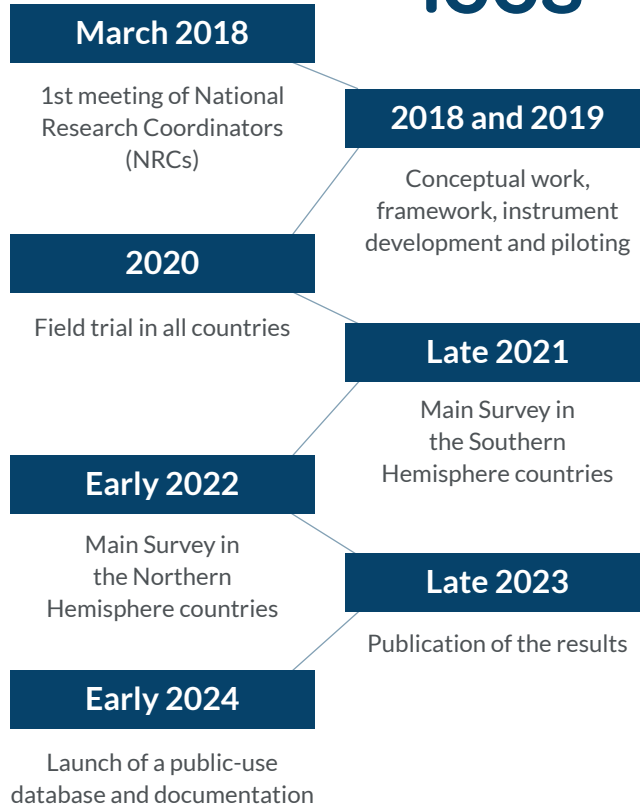 March 2018
1st meeting of National
Research Coordinators
(NRCs)
2018 and 2019
Conceptual work,
framework, instrument
development and piloting
2020
Field trial in all countries
Late 2021
Main Survey in
the Southern
Hemisphere countries
Early 2022
Main Survey in
the Northern
Hemisphere countries
Late 2023
Publication of the results
Early 2024
Launch of a public-use
database and documentation